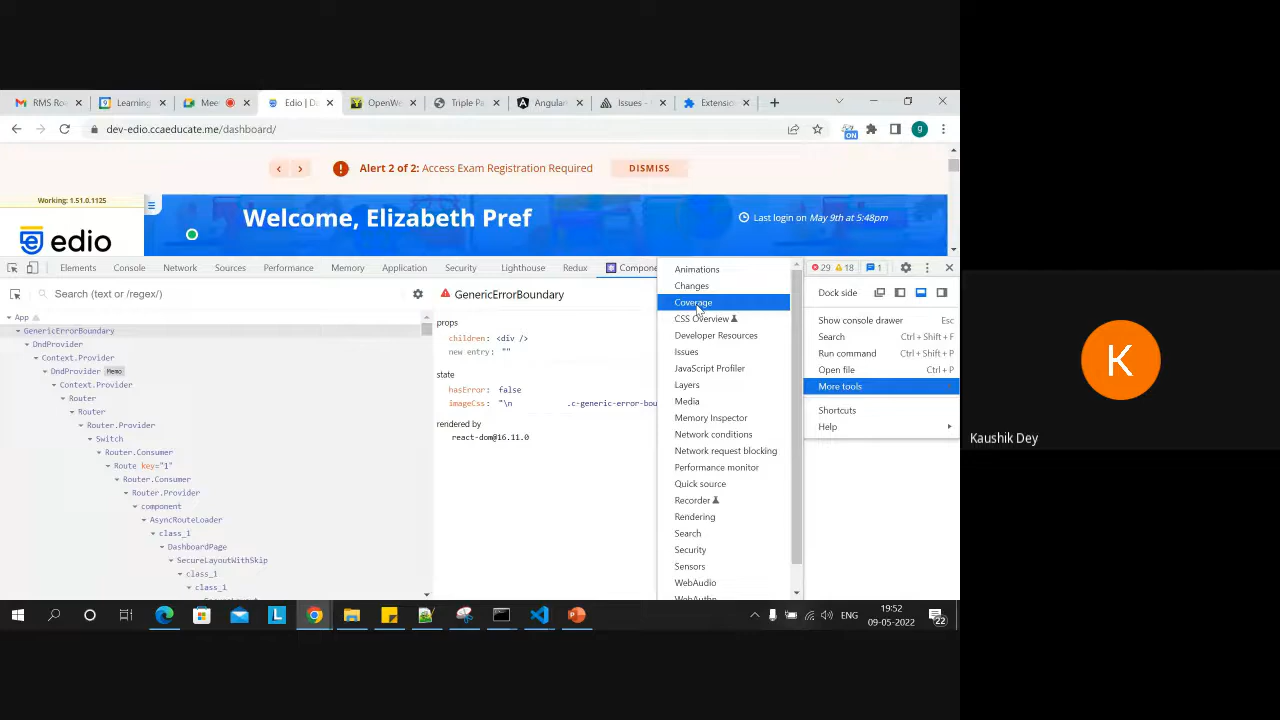 RMS Ro
Learning
Mee
Edio | D
OpenWe
Triple Pa
Angular
Issues -
Extension
dev-edio.ccaeducate.me/dashboard/
ON
g
Alert 2 of 2: Access Exam Registration Required
DISMISS
Working: 1.51.0.1125
edio
Welcome, Elizabeth Pref
Last login on May 9th at 5:48pm
Elements Console Network Sources Performance Memory Application Security Lighthouse Redux Compone
29 18 1
Search (text or /regex/)
App
GenericErrorBoundary
DndProvider
Context.Provider
DndProvider Memo
Context.Provider
Router
Router
Router.Provider
Switch
Router.Consumer
Route key="1"
Router.Consumer
Router.Provider
component
AsyncRouteLoader
class_1
DashboardPage
SecureLayoutWithSkip
class_1
class_1
GenericErrorBoundary
props
children: <div />
new entry: ""
state
hasError: false
imageCss: "\n .c-generic-error-bou
rendered by
react-dom@16.11.0
Animations
Changes
Coverage
CSS Overview
Developer Resources
Issues
JavaScript Profiler
Layers
Media
Memory Inspector
Network conditions
Network request blocking
Performance monitor
Quick source
Recorder
Rendering
Search
Security
Sensors
WebAudio
WebAuthn
Dock side
Show console drawer Esc
Search Ctrl + Shift + F
Run command Ctrl + Shift + P
Open file Ctrl + P
More tools
Shortcuts
Help
ENG
19:52
09-05-2022
22
K
Kaushik Dey